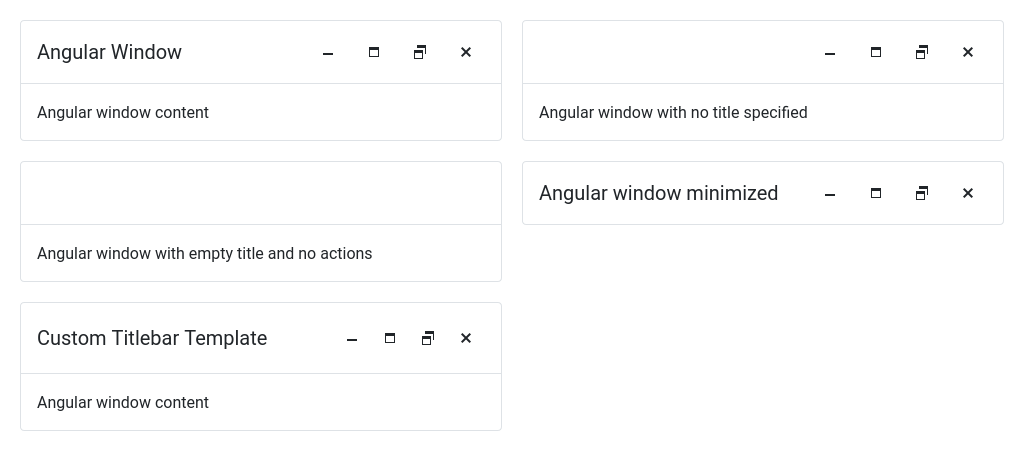 Angular Window
Angular window content
Angular window with no title specified
Angular window with empty title and no actions
Angular window minimized
Custom Titlebar Template
Angular window content